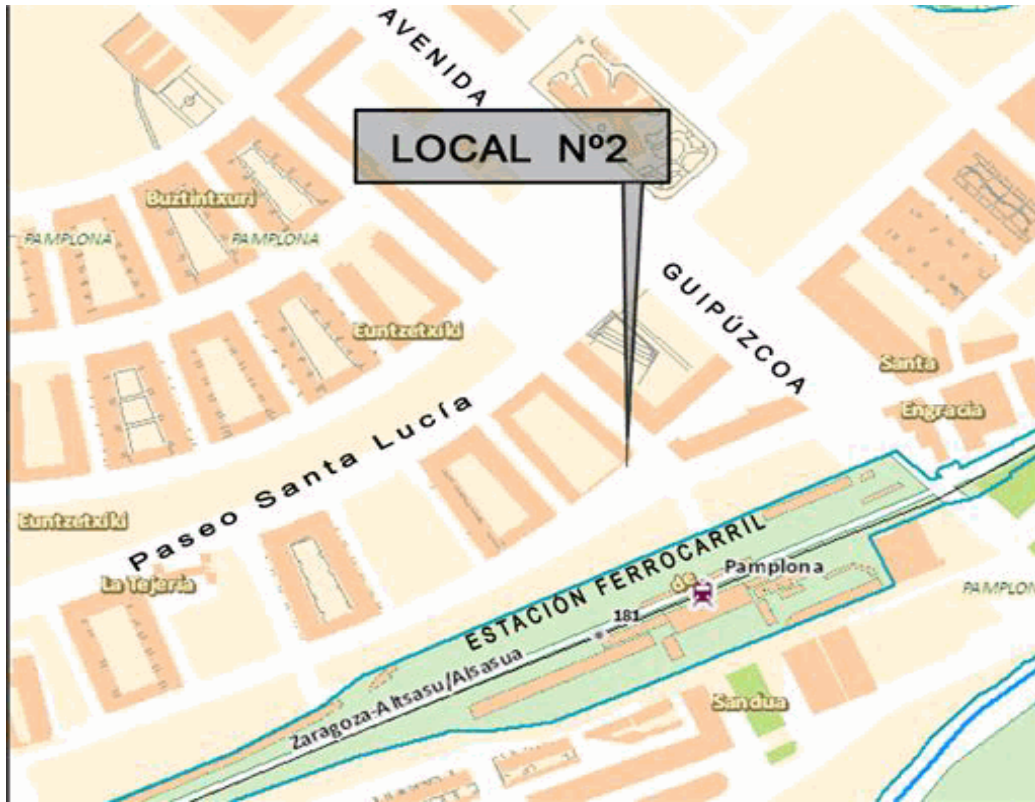 AVENIDA
LOCAL Nº2
Buztintxuri
PAMPLONA
PAMPLONA
GUIPÚZCOA
Euntzetxiki
Santa
Engracia
Paseo Santa Lucía
Euntzetxiki
La Tejería
ESTACIÓN FERROCARRIL
de
Pamplona
181
PAMPLON
Zaragoza-Altsasu/Alsasua
Sandua